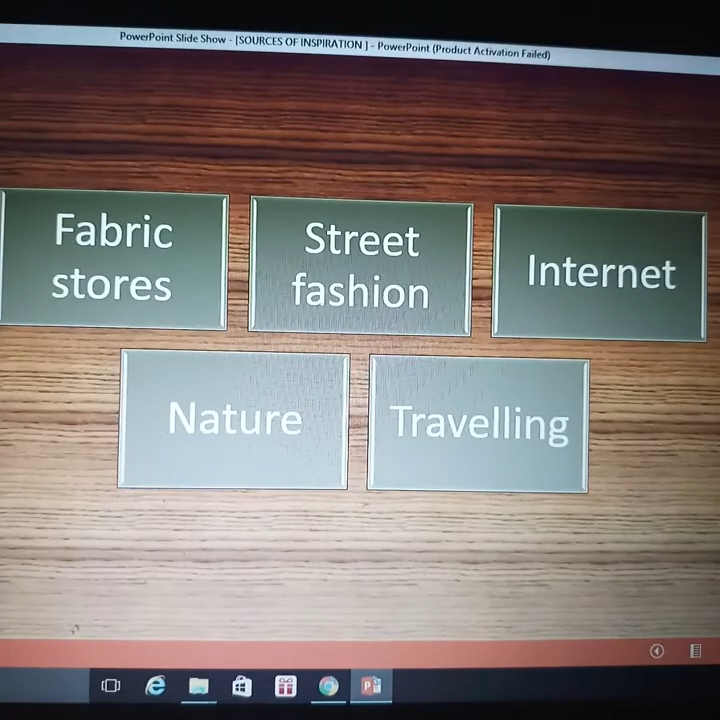 PowerPoint Slide Show - [SOURCES OF INSPIRATION ] - PowerPoint (Product Activation Failed)
Fabric
stores
Street
fashion
Internet
Nature
Travelling